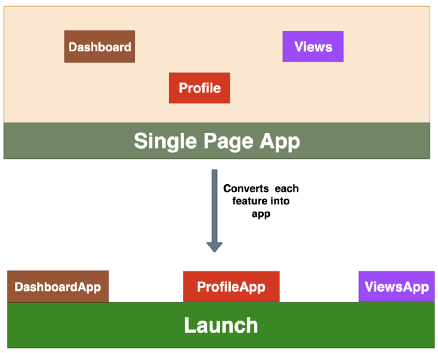 Dashboard
Views
Profile
Single Page App
Converts each
feature into
app
DashboardApp
ProfileApp
ViewsApp
Launch